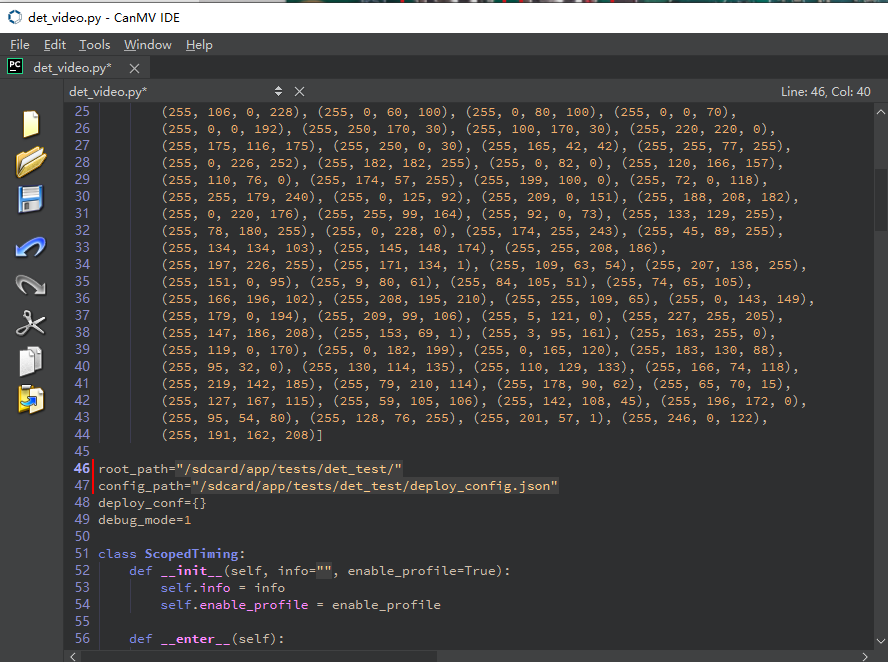 det_video.py - CanMV IDE
File Edit Tools Window Help
PC det_video.py*
det_video.py* Line: 46, Col: 40
25 (255, 106, 0, 228), (255, 0, 60, 100), (255, 0, 80, 100), (255, 0, 0, 70),
26 (255, 0, 0, 192), (255, 250, 170, 30), (255, 100, 170, 30), (255, 220, 220, 0),
27 (255, 175, 116, 175), (255, 250, 0, 30), (255, 165, 42, 42), (255, 255, 77, 255),
28 (255, 0, 226, 252), (255, 182, 182, 255), (255, 0, 82, 0), (255, 120, 166, 157),
29 (255, 110, 76, 0), (255, 174, 57, 255), (255, 199, 100, 0), (255, 72, 0, 118),
30 (255, 255, 179, 240), (255, 0, 125, 92), (255, 209, 0, 151), (255, 188, 208, 182),
31 (255, 0, 220, 176), (255, 255, 99, 164), (255, 92, 0, 73), (255, 133, 129, 255),
32 (255, 78, 180, 255), (255, 0, 228, 0), (255, 174, 255, 243), (255, 45, 89, 255),
33 (255, 134, 134, 103), (255, 145, 148, 174), (255, 255, 208, 186),
34 (255, 197, 226, 255), (255, 171, 134, 1), (255, 109, 63, 54), (255, 207, 138, 255),
35 (255, 151, 0, 95), (255, 9, 80, 61), (255, 84, 105, 51), (255, 74, 65, 105),
36 (255, 166, 196, 102), (255, 208, 195, 210), (255, 255, 109, 65), (255, 0, 143, 149),
37 (255, 179, 0, 194), (255, 209, 99, 106), (255, 5, 121, 0), (255, 227, 255, 205),
38 (255, 147, 186, 208), (255, 153, 69, 1), (255, 3, 95, 161), (255, 163, 255, 0),
39 (255, 119, 0, 170), (255, 0, 182, 199), (255, 0, 165, 120), (255, 183, 130, 88),
40 (255, 95, 32, 0), (255, 130, 114, 135), (255, 110, 129, 133), (255, 166, 74, 118),
41 (255, 219, 142, 185), (255, 79, 210, 114), (255, 178, 90, 62), (255, 65, 70, 15),
42 (255, 127, 167, 115), (255, 59, 105, 106), (255, 142, 108, 45), (255, 196, 172, 0),
43 (255, 95, 54, 80), (255, 128, 76, 255), (255, 201, 57, 1), (255, 246, 0, 122),
44 (255, 191, 162, 208)]
45
46 root_path="/sdcard/app/tests/det_test/"
47 config_path="/sdcard/app/tests/det_test/deploy_config.json"
48 deploy_conf={}
49 debug_mode=1
50
51 class ScopedTiming:
52 def __init__(self, info="", enable_profile=True):
53 self.info = info
54 self.enable_profile = enable_profile
55
56 def __enter__(self):